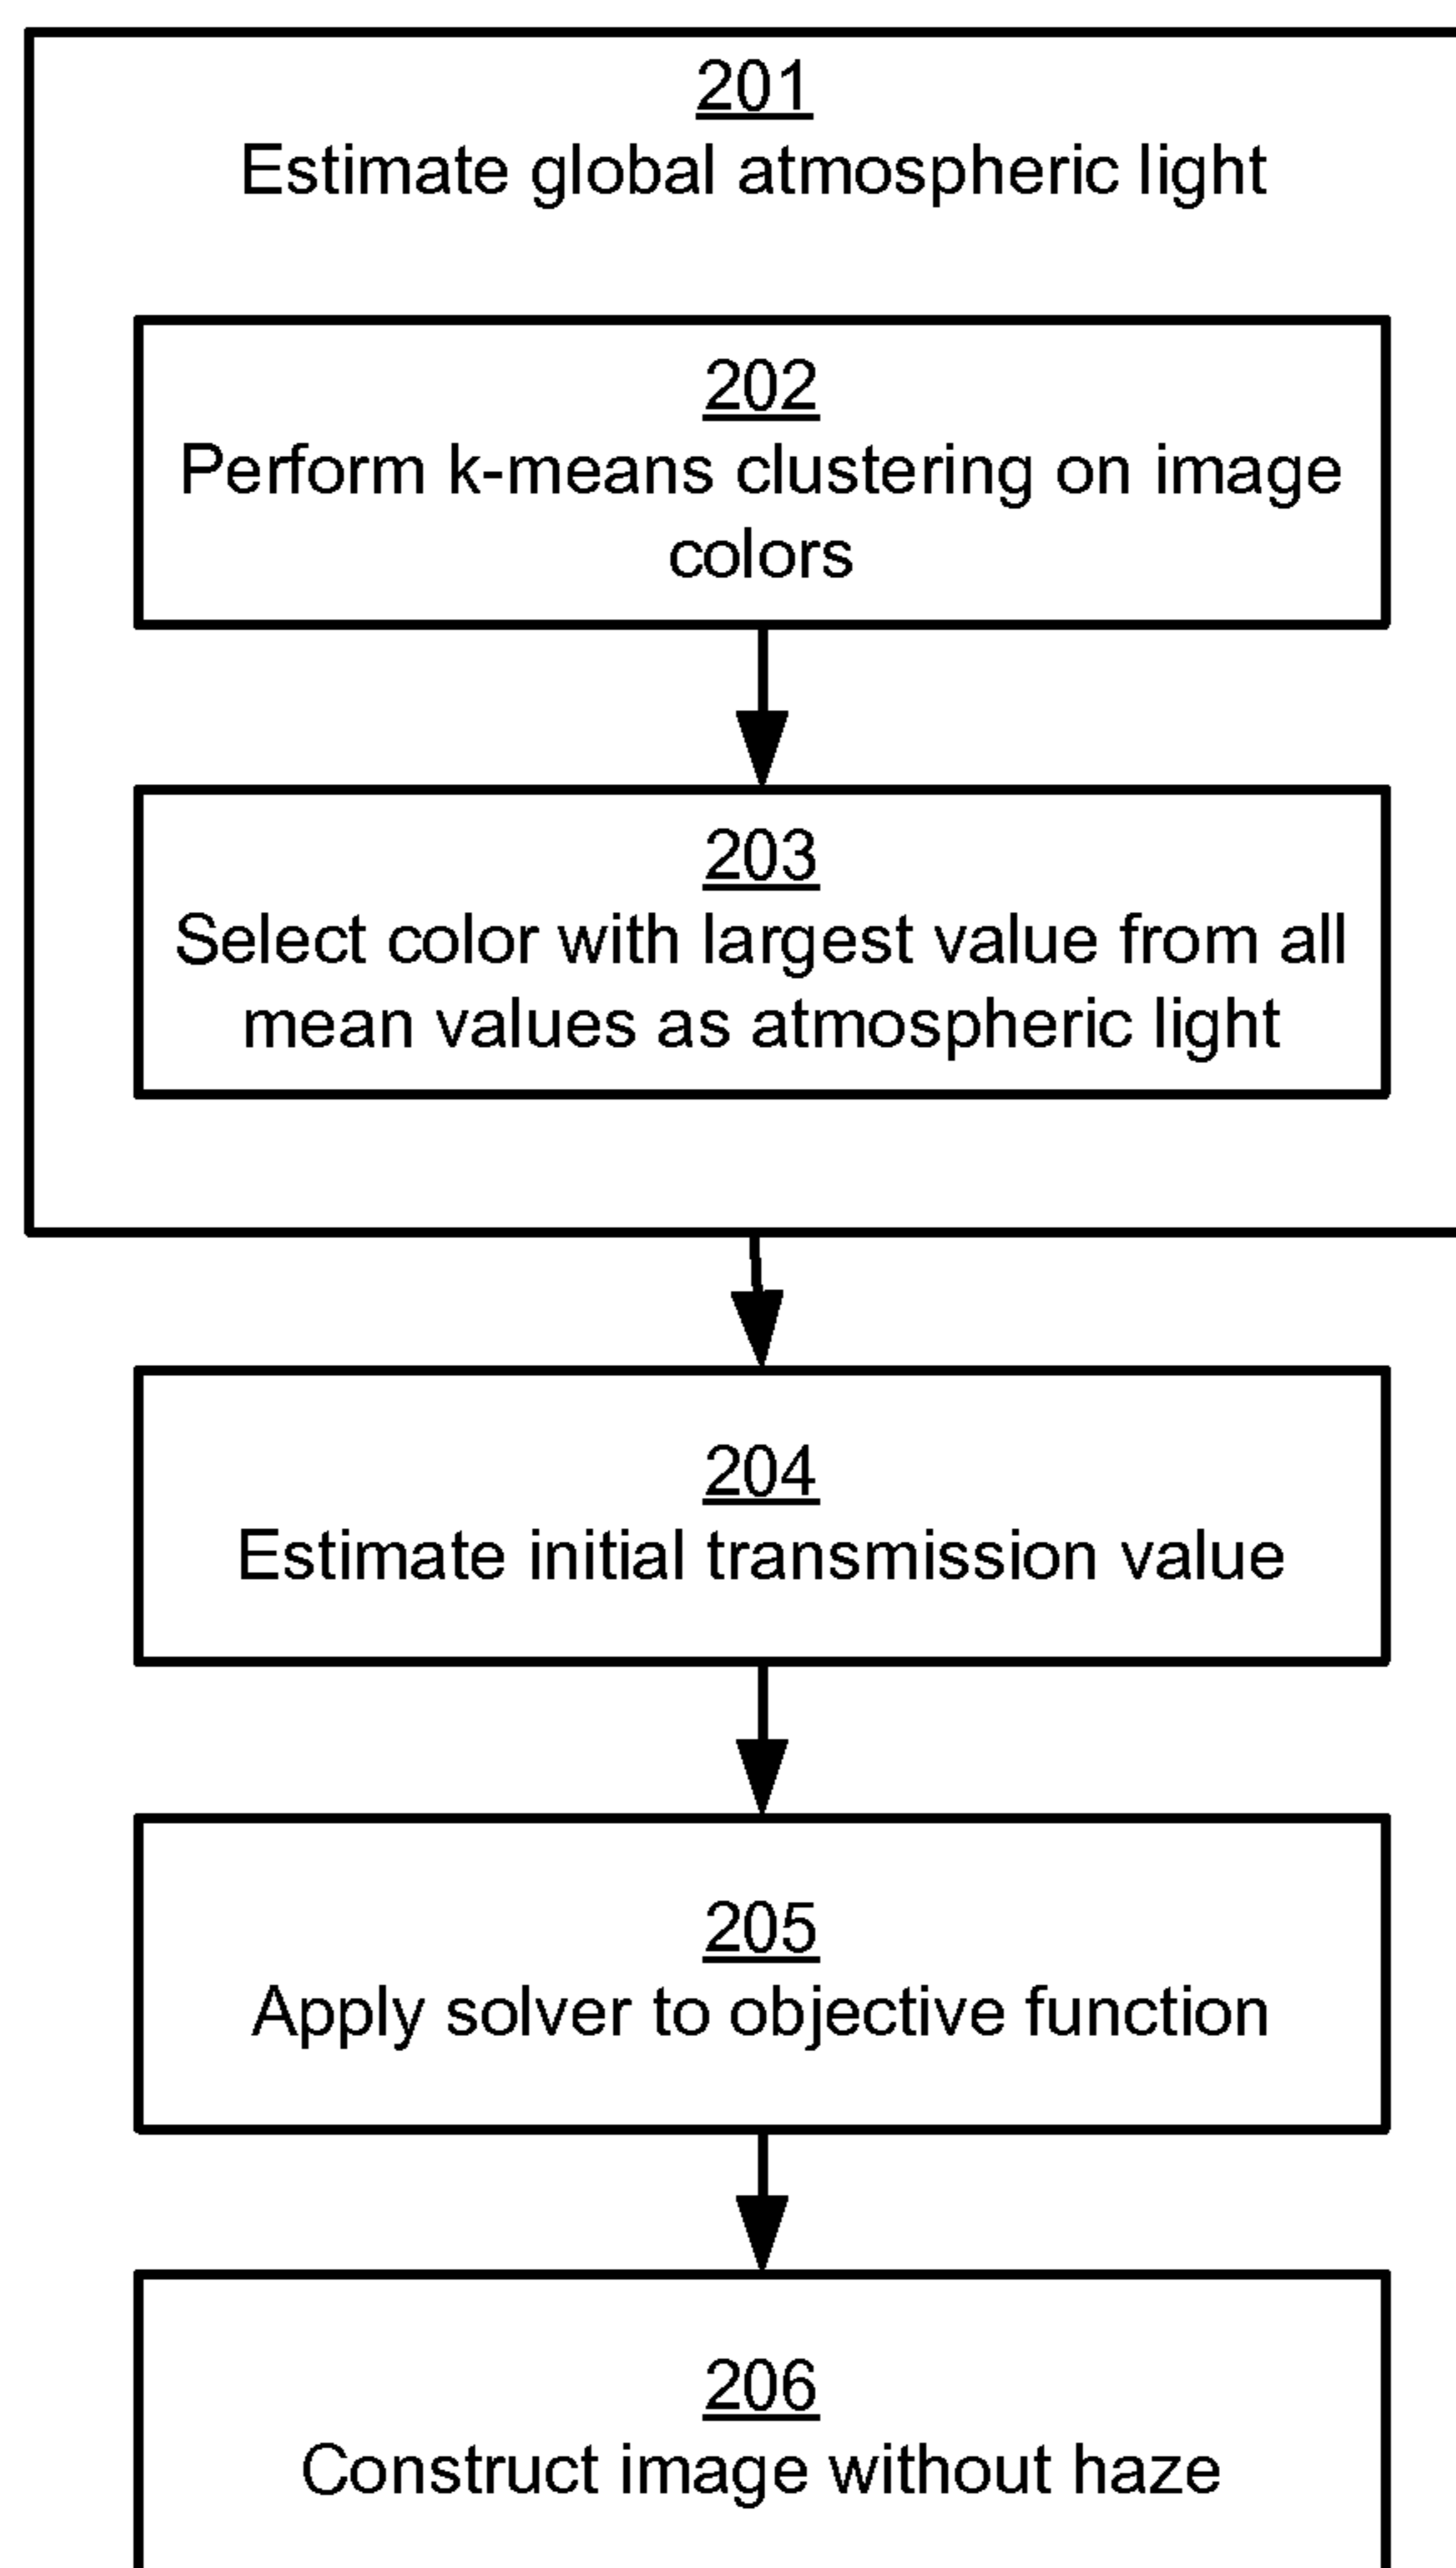 201
Estimate global atmospheric light
202
Perform k-means clustering on image
colors
203
Select color with largest value from all
mean values as atmospheric light
204
Estimate initial transmission value
205
Apply solver to objective function
206
Construct image without haze